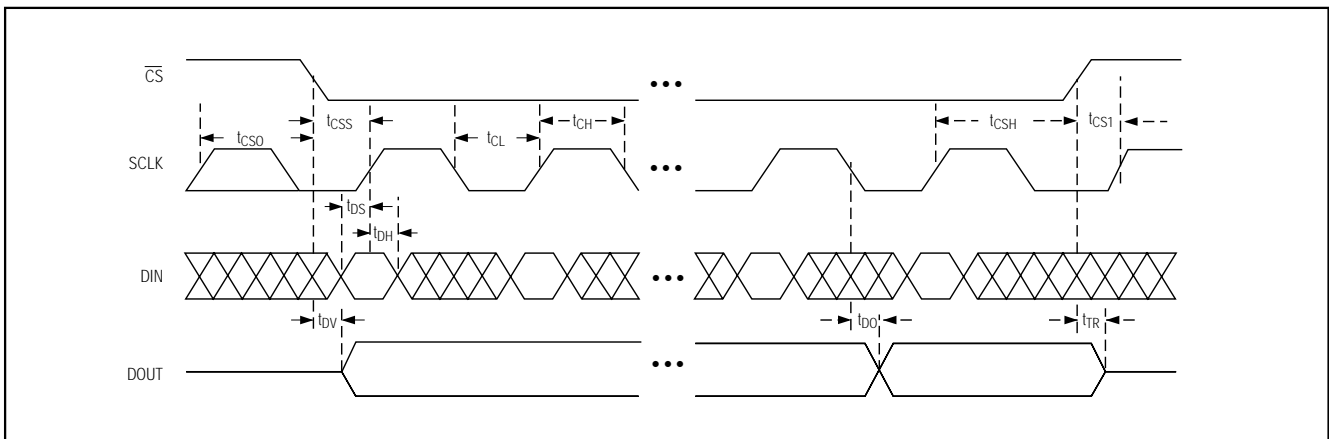 CS
•••
tCSO
tCSS
tCL
tCH
tCSH
tCS1
SCLK
•••
tDS
tDH
DIN
•••
tDV
tDO
tTR
DOUT
•••